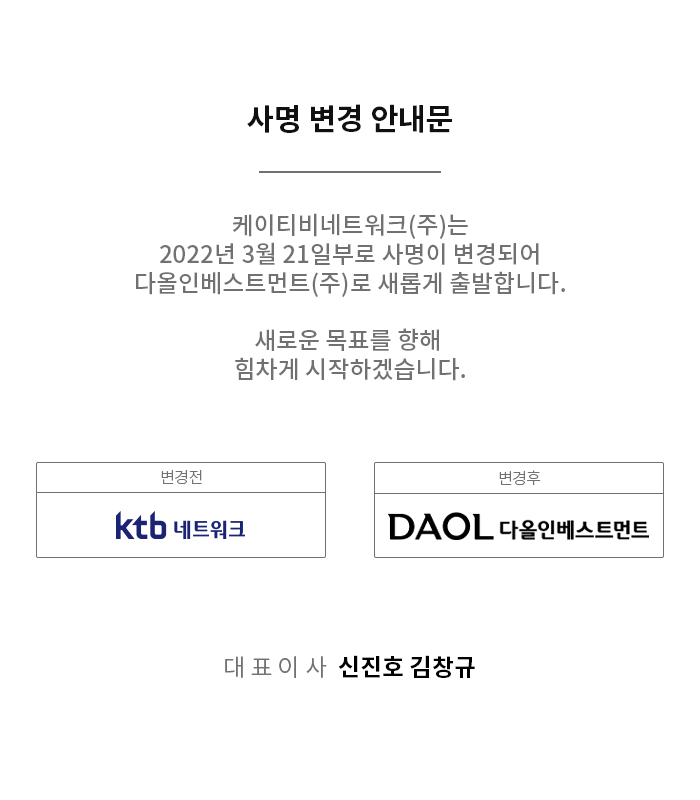 사명 변경 안내문
케이티비네트워크(주)는
2022년 3월 21일부로 사명이 변경되어
다올인베스트먼트(주)로 새롭게 출발합니다.
새로운 목표를 향해
힘차게 시작하겠습니다.
변경전
ktb 네트워크
변경후
DAOL 다올인베스트먼트
대 표 이 사 신진호 김창규